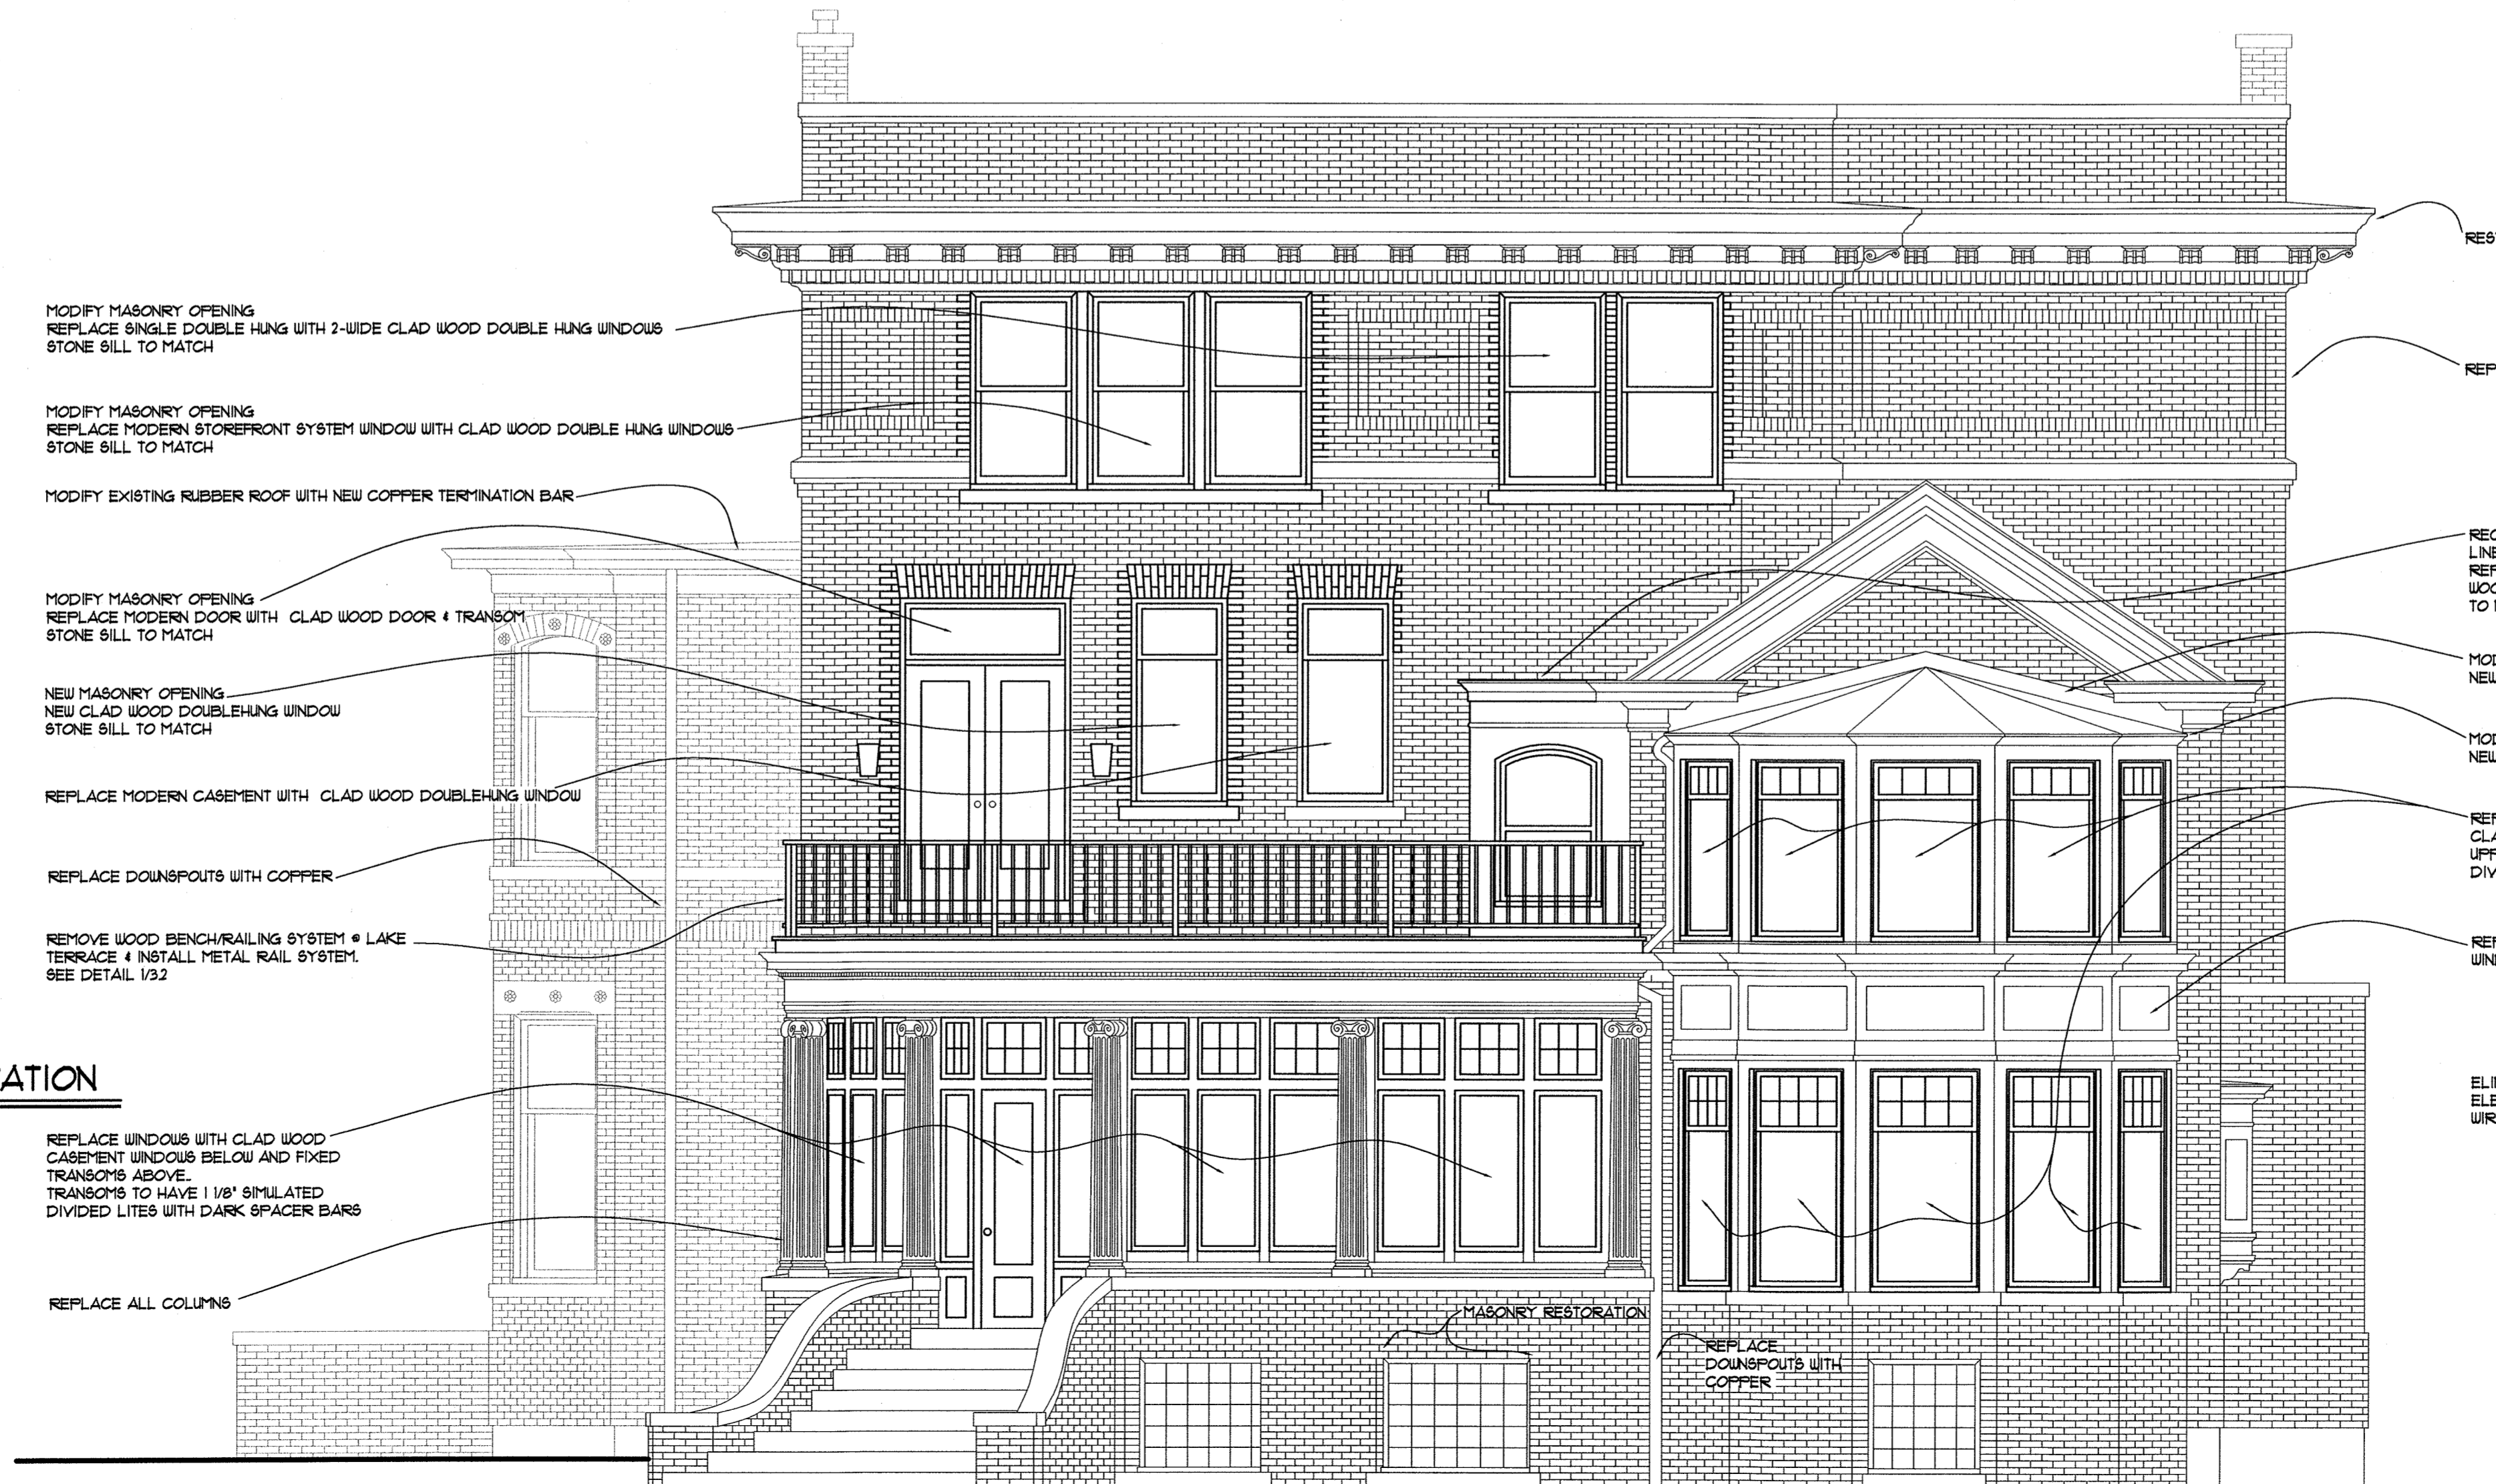 MODIFY MASONRY OPENING
REPLACE SINGLE DOUBLE HUNG WITH 2-WIDE CLAD WOOD DOUBLE HUNG WINDOWS
STONE SILL TO MATCH
MODIFY MASONRY OPENING
REPLACE MODERN STOREFRONT SYSTEM WINDOW WITH CLAD WOOD DOUBLE HUNG WINDOWS
STONE SILL TO MATCH
MODIFY EXISTING RUBBER ROOF WITH NEW COPPER TERMINATION BAR
MODIFY MASONRY OPENING
REPLACE MODERN DOOR WITH CLAD WOOD DOOR & TRANSOM
STONE SILL TO MATCH
NEW MASONRY OPENING
NEW CLAD WOOD DOUBLEHUNG WINDOW
STONE SILL TO MATCH
REPLACE MODERN CASEMENT WITH CLAD WOOD DOUBLEHUNG WINDOW
REPLACE DOWNSPOUTS WITH COPPER
REMOVE WOOD BENCH/RAILING SYSTEM @ LAKE
TERRACE & INSTALL METAL RAIL SYSTEM.
SEE DETAIL 1/3.2
ATION
REPLACE WINDOWS WITH CLAD WOOD
CASEMENT WINDOWS BELOW AND FIXED
TRANSOMS ABOVE.
TRANSOMS TO HAVE 1 1/8" SIMULATED
DIVIDED LITES WITH DARK SPACER BARS
REPLACE ALL COLUMNS
MASONRY RESTORATION
REPLACE
DOWNSPOUTS WITH
COPPER
RES
REP
REC
LINE
REP
WOO
TO
MOD
NEW
MOD
NEW
REP
CLA
UPP
DIV
REP
WIN
ELI
ELE
WIR